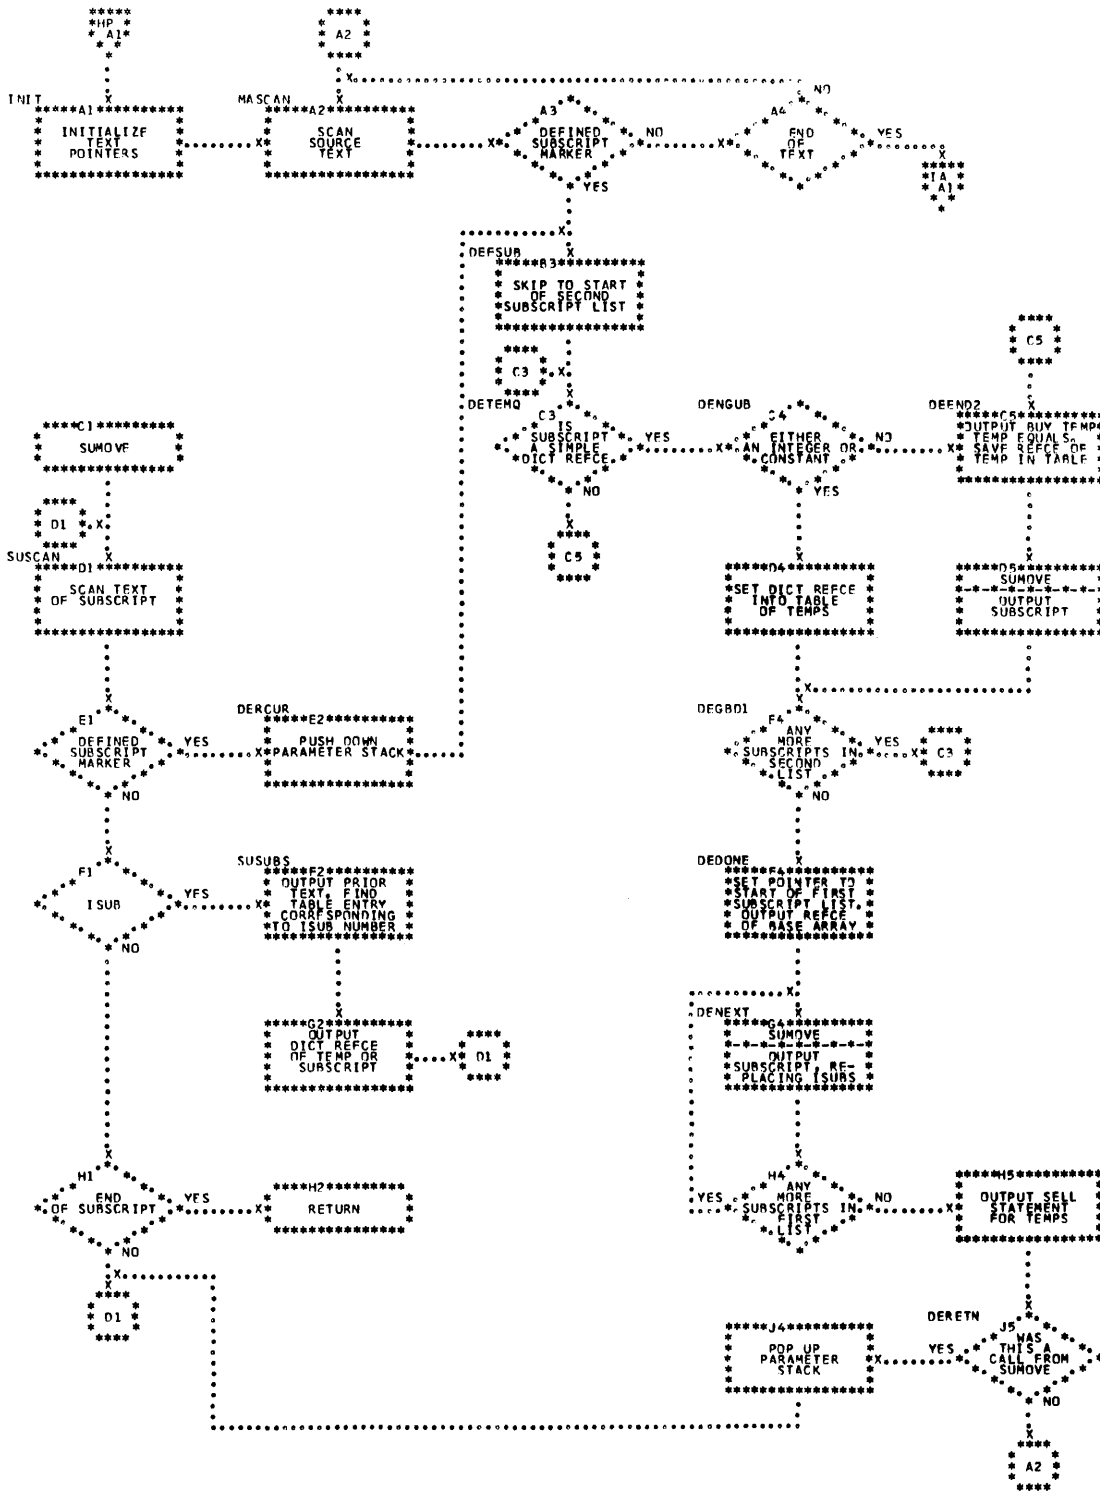 HP
A1
A2
INIT
A1
INITIALIZE
TEXT
POINTERS
MASCAN
A2
SCAN
SOURCE
TEXT
A3
DEFINED
SUBSCRIPT
MARKER
NO
YES
A4
END
OF
TEXT
NO
YES
IA
A1
DEFSUB
B3
SKIP TO START
OF SECOND
SUBSCRIPT LIST
C3
C5
DETEMQ
C3
IS
SUBSCRIPT
A SIMPLE
DICT REFCE
YES
NO
C5
DENGUB
C4
EITHER
AN INTEGER OR
CONSTANT
NO
YES
DEEND2
C5
OUTPUT BUY TEMP
TEMP EQUALS.
SAVE REFCE OF
TEMP IN TABLE
C1
SUMOVE
D1
SUSCAN
D1
SCAN TEXT
OF SUBSCRIPT
D4
SET DICT REFCE
INTO TABLE
OF TEMPS
D5
SUMOVE
OUTPUT
SUBSCRIPT
E1
DEFINED
SUBSCRIPT
MARKER
YES
NO
DERCUR
E2
PUSH DOWN
PARAMETER STACK
DEGBD1
ANY
MORE
SUBSCRIPTS IN
SECOND
LIST
YES
NO
C3
F1
ISUB
YES
NO
SUSUBS
F2
OUTPUT PRIOR
TEXT, FIND
TABLE ENTRY
CORRESPONDING
TO ISUB NUMBER
DEDONE
F4
SET POINTER TO
START OF FIRST
SUBSCRIPT LIST.
OUTPUT REFCE
OF BASE ARRAY
G2
OUTPUT
DICT REFCE
OF TEMP OR
SUBSCRIPT
D1
DENEXT
G4
SUMOVE
OUTPUT
SUBSCRIPT, RE-
PLACING ISUBS
H1
END
OF SUBSCRIPT
YES
NO
H2
RETURN
H4
ANY
MORE
SUBSCRIPTS IN
FIRST
LIST
YES
NO
H5
OUTPUT SELL
STATEMENT
FOR TEMPS
D1
J4
POP UP
PARAMETER
STACK
DERETN
J5
WAS
THIS A
CALL FROM
SUMOVE
YES
NO
A2